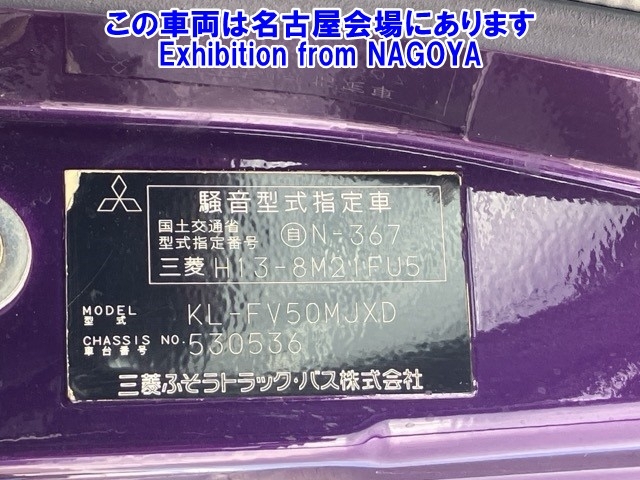 この車両は名古屋会場にあります
Exhibition from NAGOYA
騒音型式指定車
国土交通省
型式指定番号 自 N-367
三菱 H13-8M21FU5
MODEL
型式 KL-FV50MJXD
CHASSIS NO.
車台番号 530536
三菱ふそうトラック・バス株式会社